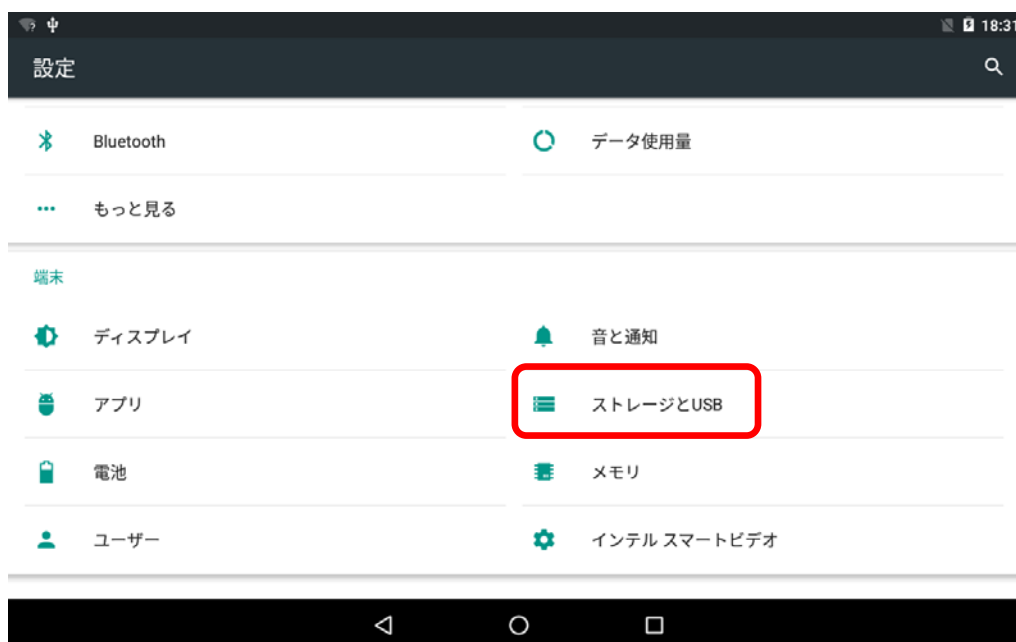 18:31
設定
Bluetooth
データ使用量
もっと見る
端末
ディスプレイ
音と通知
アプリ
ストレージとUSB
電池
メモリ
ユーザー
インテル スマートビデオ